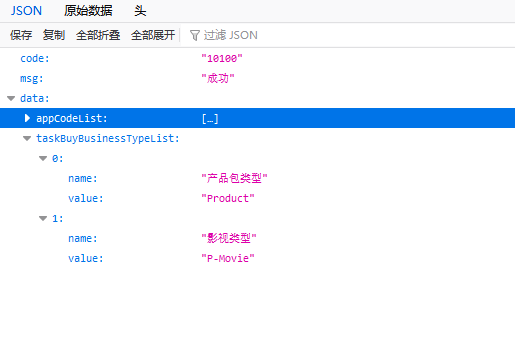 JSON 原始数据 头
保存 复制 全部折叠 全部展开 过滤 JSON
code: "10100"
msg: "成功"
data:
appCodeList: […]
taskBuyBusinessTypeList:
0:
name: "产品包类型"
value: "Product"
1:
name: "影视类型"
value: "P-Movie"